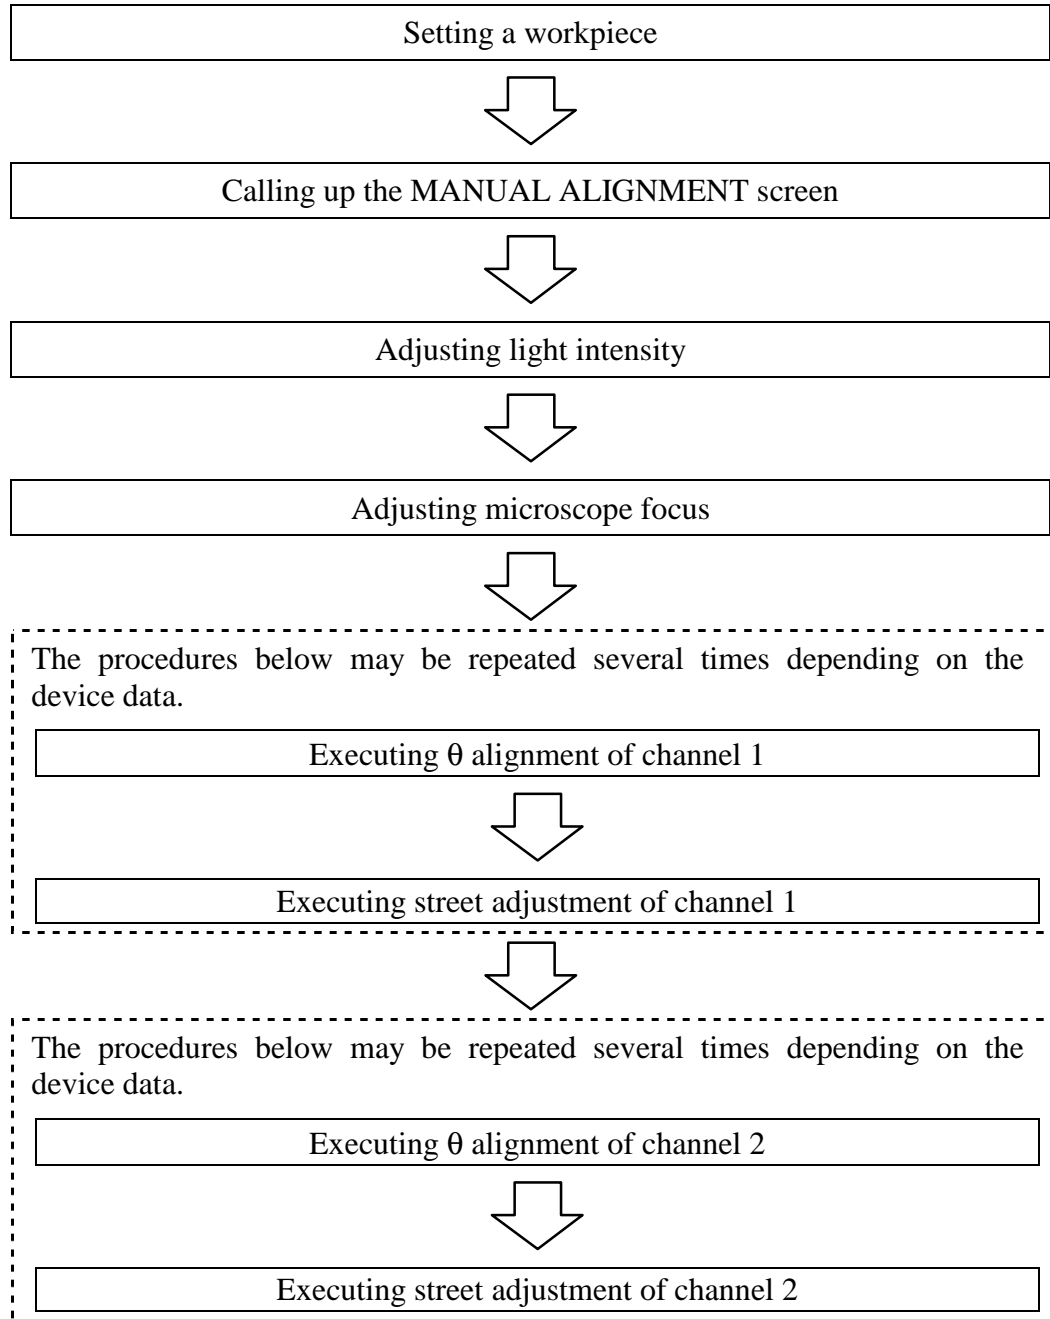 Setting a workpiece
Calling up the MANUAL ALIGNMENT screen
Adjusting light intensity
Adjusting microscope focus
The procedures below may be repeated several times depending on the
device data.
Executing θ alignment of channel 1
Executing street adjustment of channel 1
The procedures below may be repeated several times depending on the
device data.
Executing θ alignment of channel 2
Executing street adjustment of channel 2